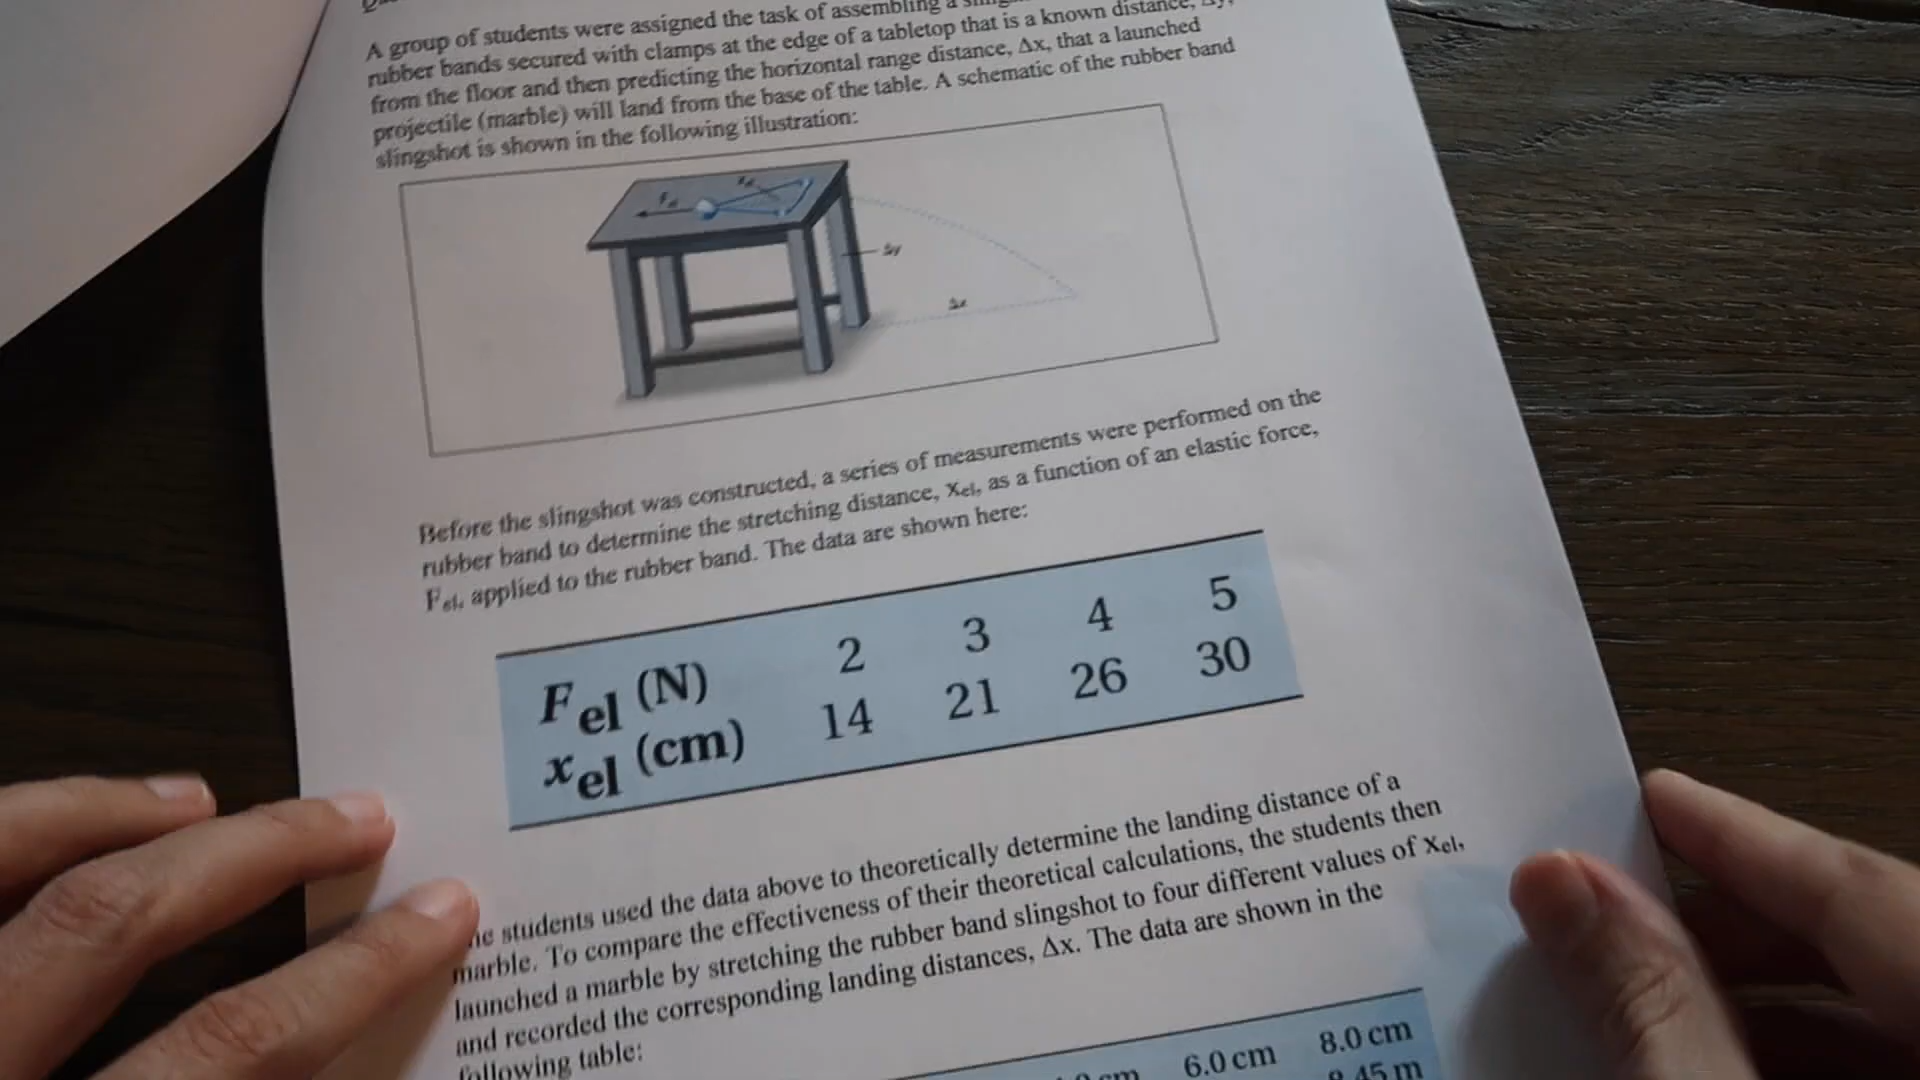 A group of students were assigned the task of assembling a
rubber bands secured with clamps at the edge of a tabletop that is a known distance,
from the floor and then predicting the horizontal range distance, Δx, that a launched
projectile (marble) will land from the base of the table. A schematic of the rubber band
slingshot is shown in the following illustration:
Δy
Δx
Before the slingshot was constructed, a series of measurements were performed on the
rubber band to determine the stretching distance, xel, as a function of an elastic force,
Fel, applied to the rubber band. The data are shown here:
Fel (N) 2 3 4 5
xel (cm) 14 21 26 30
students used the data above to theoretically determine the landing distance of a
marble. To compare the effectiveness of their theoretical calculations, the students then
launched a marble by stretching the rubber band slingshot to four different values of xel,
and recorded the corresponding landing distances, Δx. The data are shown in the
following table:
cm 6.0 cm 8.0 cm